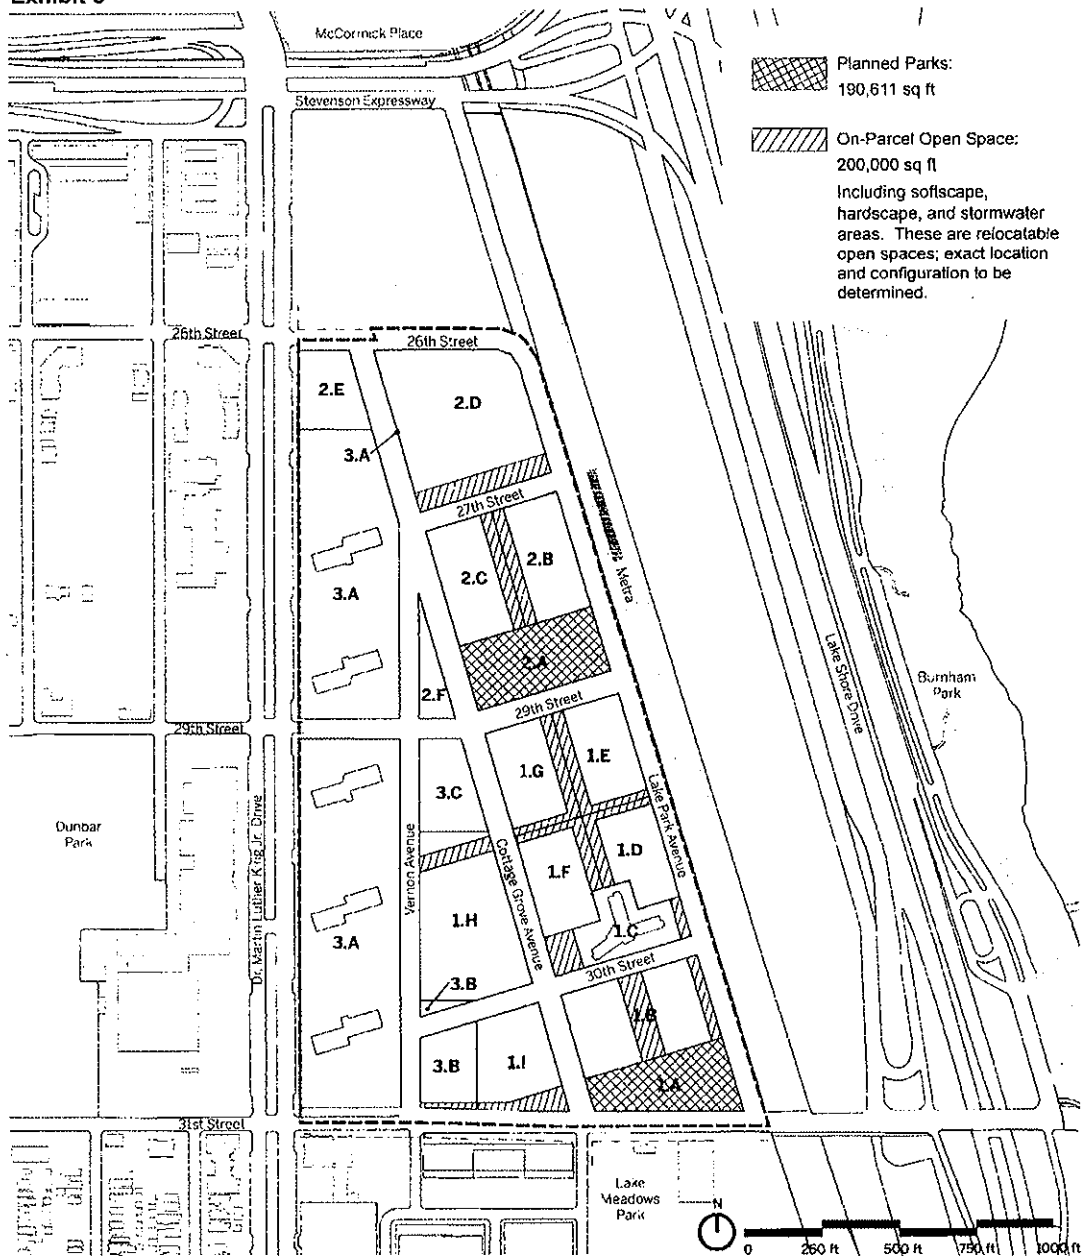 McCormick Place
Stevenson Expressway
Planned Parks:
190,611 sq ft
On-Parcel Open Space:
200,000 sq ft
Including softscape,
hardscape, and stormwater
areas. These are relocatable
open spaces; exact location
and configuration to be
determined.
26th Street
26th Street
2.E
2.D
3.A
27th Street
2.C
2.B
3.A
Metra
2.A
2.F
29th Street
29th Street
Lake Shore Drive
Burnham
Park
1.G
1.E
3.C
Lake Park Avenue
Dunbar
Park
Dr. Martin Luther King Jr. Drive
Vernon Avenue
Cottage Grove Avenue
1.F
1.D
1.H
1.C
3.A
30th Street
3.B
1.B
3.B
1.I
1.A
31st Street
Lake
Meadows
Park
N
0
250 ft
500 ft
750 ft
1000 ft